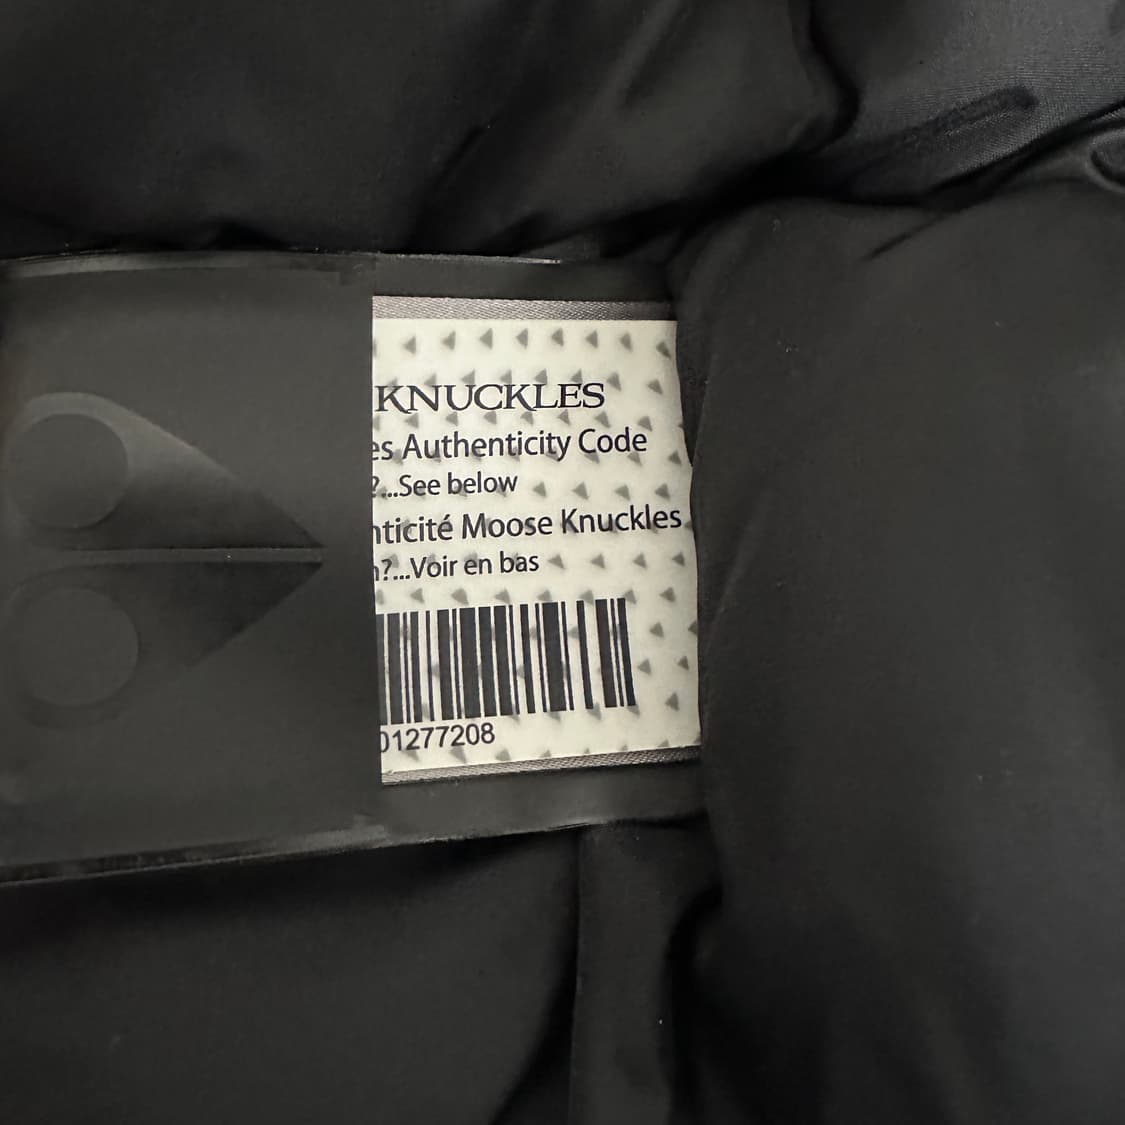 KNUCKLES
es Authenticity Code
?...See below
nticité Moose Knuckles
n?...Voir en bas
01277208